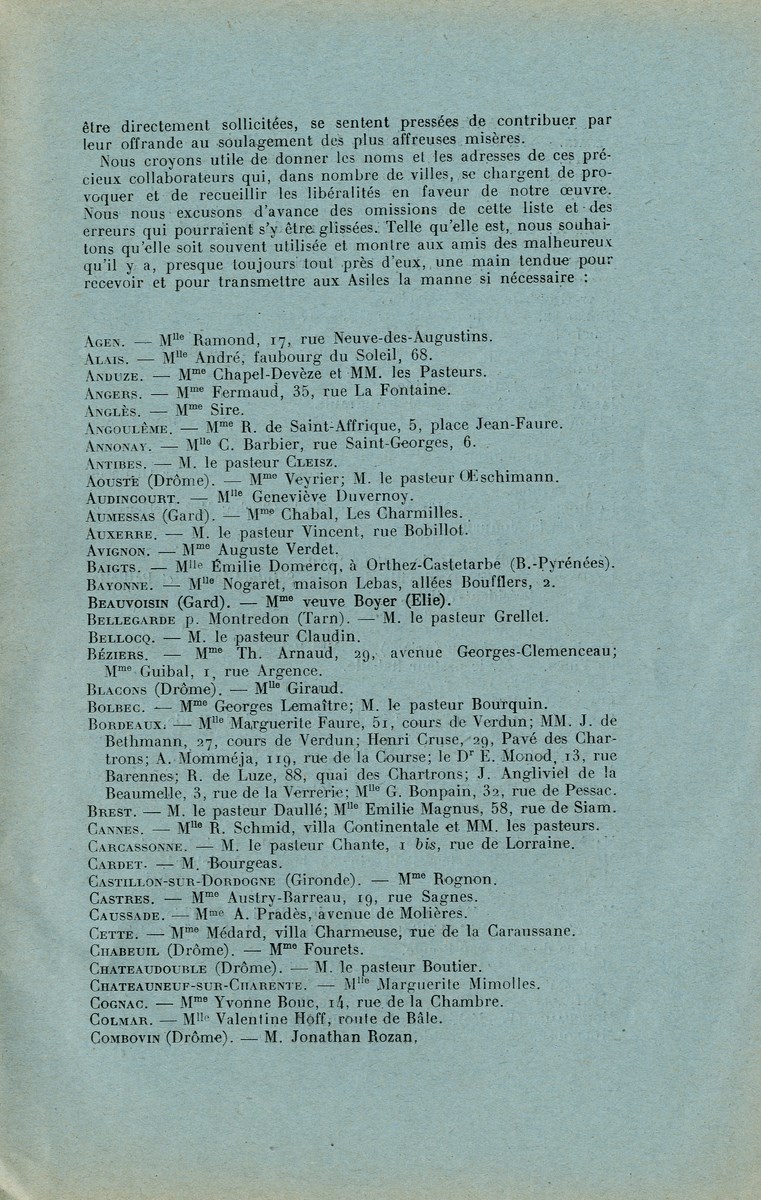 être directement sollicitées, se sentent pressées de contribuer par
leur offrande au soulagement des plus affreuses misères.
Nous croyons utile de donner les noms et les adresses de ces pré-
cieux collaborateurs qui, dans nombre de villes, se chargent de pro-
voquer et de recueillir les libéralités en faveur de notre œuvre.
Nous nous excusons d'avance des omissions de cette liste et des
erreurs qui pourraient s'y être glissées. Telle qu'elle est, nous souhai-
tons qu'elle soit souvent utilisée et montre aux amis des malheureux
qu'il y a, presque toujours tout près d'eux, une main tendue pour
recevoir et pour transmettre aux Asiles la manne si nécessaire :
AGEN. — Mlle Ramond, 17, rue Neuve-des-Augustins.
ALAIS. — Mlle André, faubourg du Soleil, 68.
ANDUZE. — Mme Chapel-Devèze et MM. les Pasteurs.
ANGERS. — Mme Fermaud, 35, rue La Fontaine.
ANGLÈS. — Mme Sire.
ANGOULÊME. — Mme R. de Saint-Affrique, 5, place Jean-Faure.
ANNONAY. — Mlle C. Barbier, rue Saint-Georges, 6.
ANTIBES. — M. le pasteur CLEISZ.
AOUSTE (Drôme). — Mme Veyrier; M. le pasteur Œschimann.
AUDINCOURT. — Mlle Geneviève Duvernoy.
AUMESSAS (Gard). — Mme Chabal, Les Charmilles.
AUXERRE. — M. le pasteur Vincent, rue Bobillot.
AVIGNON. — Mme Auguste Verdet.
BAIGTS. — Mlle Émilie Domercq, à Orthez-Castetarbe (B.-Pyrénées).
BAYONNE. — Mlle Nogaret, maison Lebas, allées Boufflers, 2.
BEAUVOISIN (Gard). — Mme veuve Boyer (Elie).
BELLEGARDE p. Montredon (Tarn). — M. le pasteur Grellet.
BELLOCQ. — M. le pasteur Claudin.
BÉZIERS. — Mme Th. Arnaud, 29, avenue Georges-Clemenceau;
Mme Guibal, 1, rue Argence.
BLACONS (Drôme). — Mlle Giraud.
BOLBEC. — Mme Georges Lemaître; M. le pasteur Bourquin.
BORDEAUX. — Mlle Marguerite Faure, 51, cours de Verdun; MM. J. de
Bethmann, 27, cours de Verdun; Henri Cruse, 29, Pavé des Char-
trons; A. Momméja, 119, rue de la Course; le Dr E. Monod, 13, rue
Barennes; R. de Luze, 88, quai des Chartrons; J. Angliviel de la
Beaumelle, 3, rue de la Verrerie; Mlle G. Bonpain, 32, rue de Pessac.
BREST. — M. le pasteur Daullé; Mlle Emilie Magnus, 58, rue de Siam.
CANNES. — Mlle R. Schmid, villa Continentale et MM. les pasteurs.
CARCASSONNE. — M. le pasteur Chante, 1 bis, rue de Lorraine.
CARDET. — M. Bourgeas.
CASTILLON-SUR-DORDOGNE (Gironde). — Mme Rognon.
CASTRES. — Mme Austry-Barreau, 19, rue Sagnes.
CAUSSADE. — Mme A. Pradès, avenue de Molières.
CETTE. — Mme Médard, villa Charmeuse, rue de la Caraussane.
CHABEUIL (Drôme). — Mme Fourets.
CHATEAUDOUBLE (Drôme). — M. le pasteur Boutier.
CHATEAUNEUF-SUR-CHARENTE. — Mlle Marguerite Mimolles.
COGNAC. — Mme Yvonne Bouc, 14, rue de la Chambre.
COLMAR. — Mlle Valentine Hoff, route de Bâle.
COMBOVIN (Drôme). — M. Jonathan Rozan,